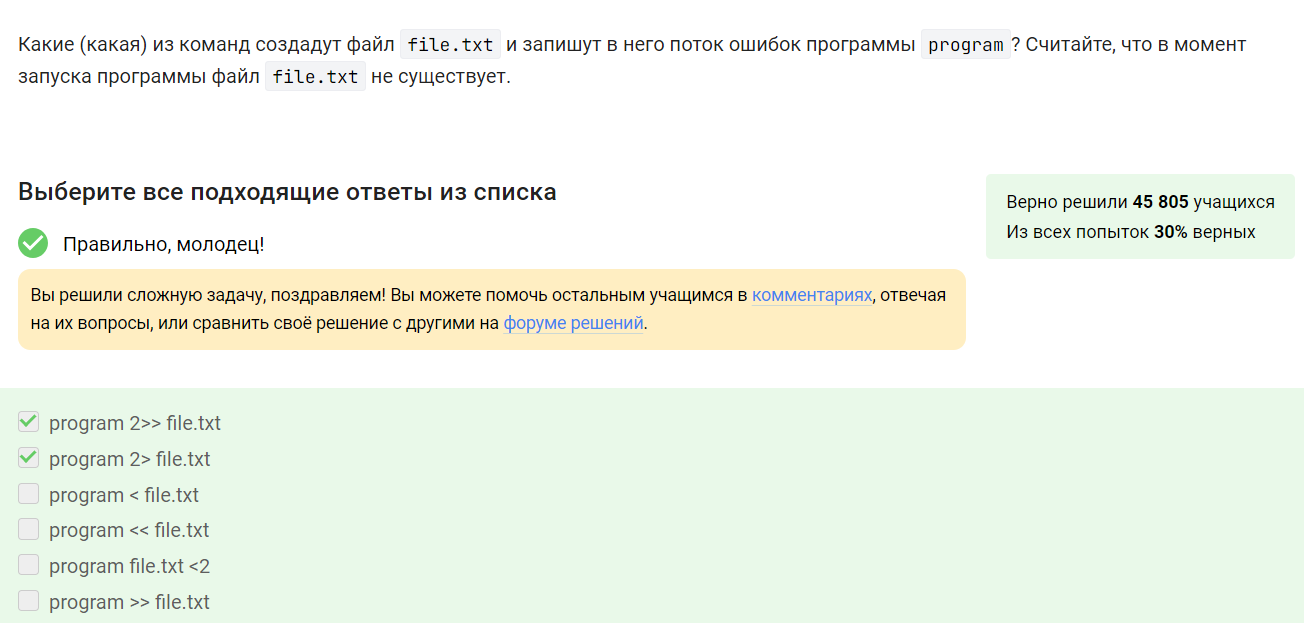 Какие (какая) из команд создадут файл file.txt и запишут в него поток ошибок программы program? Считайте, что в момент
запуска программы файл file.txt не существует.
Выберите все подходящие ответы из списка
Верно решили 45 805 учащихся
Из всех попыток 30% верных
Правильно, молодец!
Вы решили сложную задачу, поздравляем! Вы можете помочь остальным учащимся в комментариях, отвечая
на их вопросы, или сравнить своё решение с другими на форуме решений.
program 2>> file.txt
program 2> file.txt
program < file.txt
program << file.txt
program file.txt <2
program >> file.txt